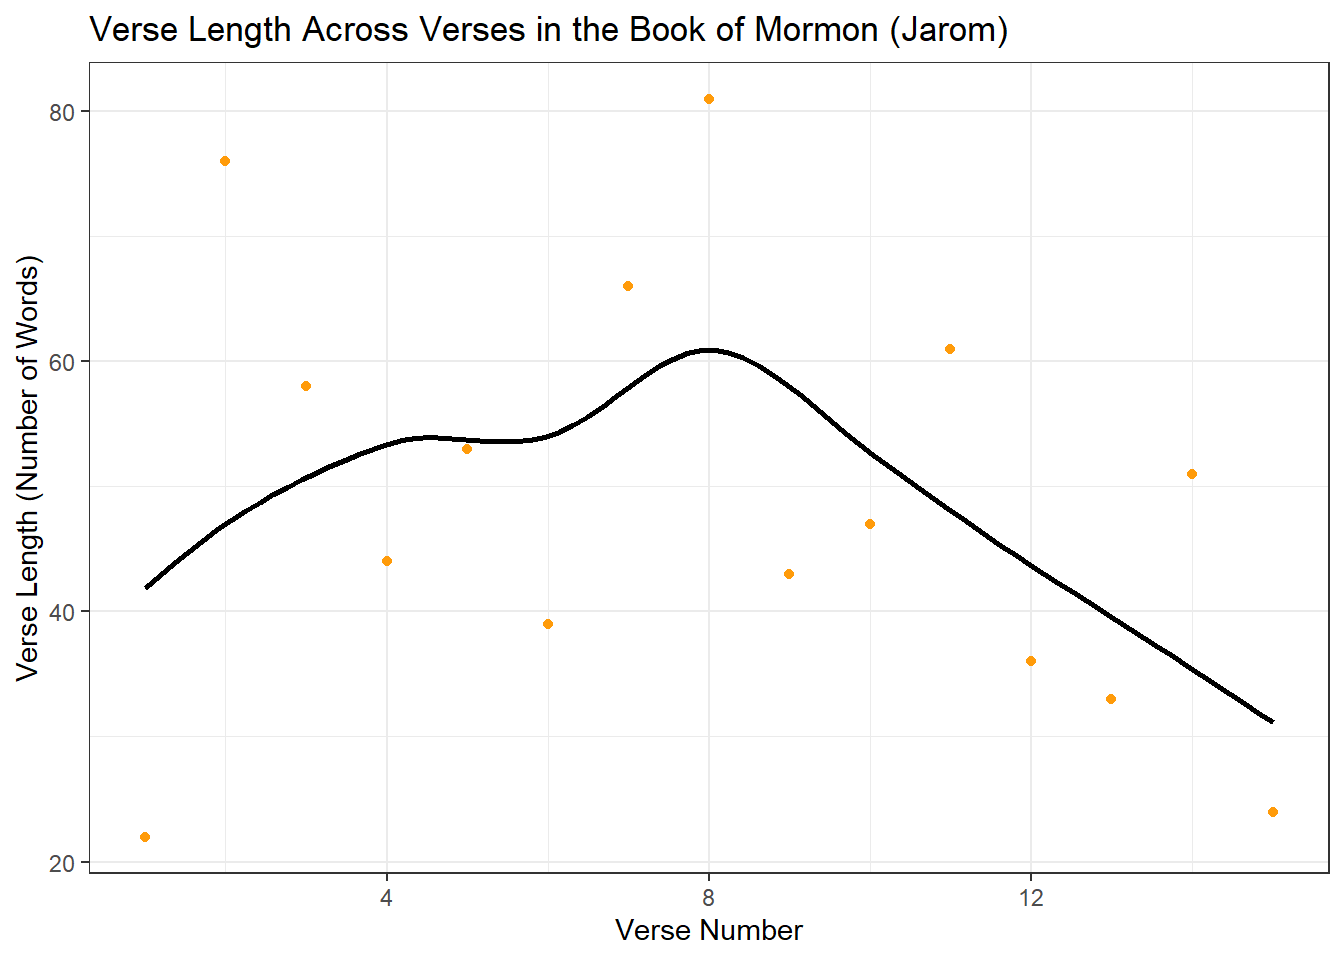 Verse Length Across Verses in the Book of Mormon (Jarom)
80
60
40
20
Verse Length (Number of Words)
4 8 12
Verse Number